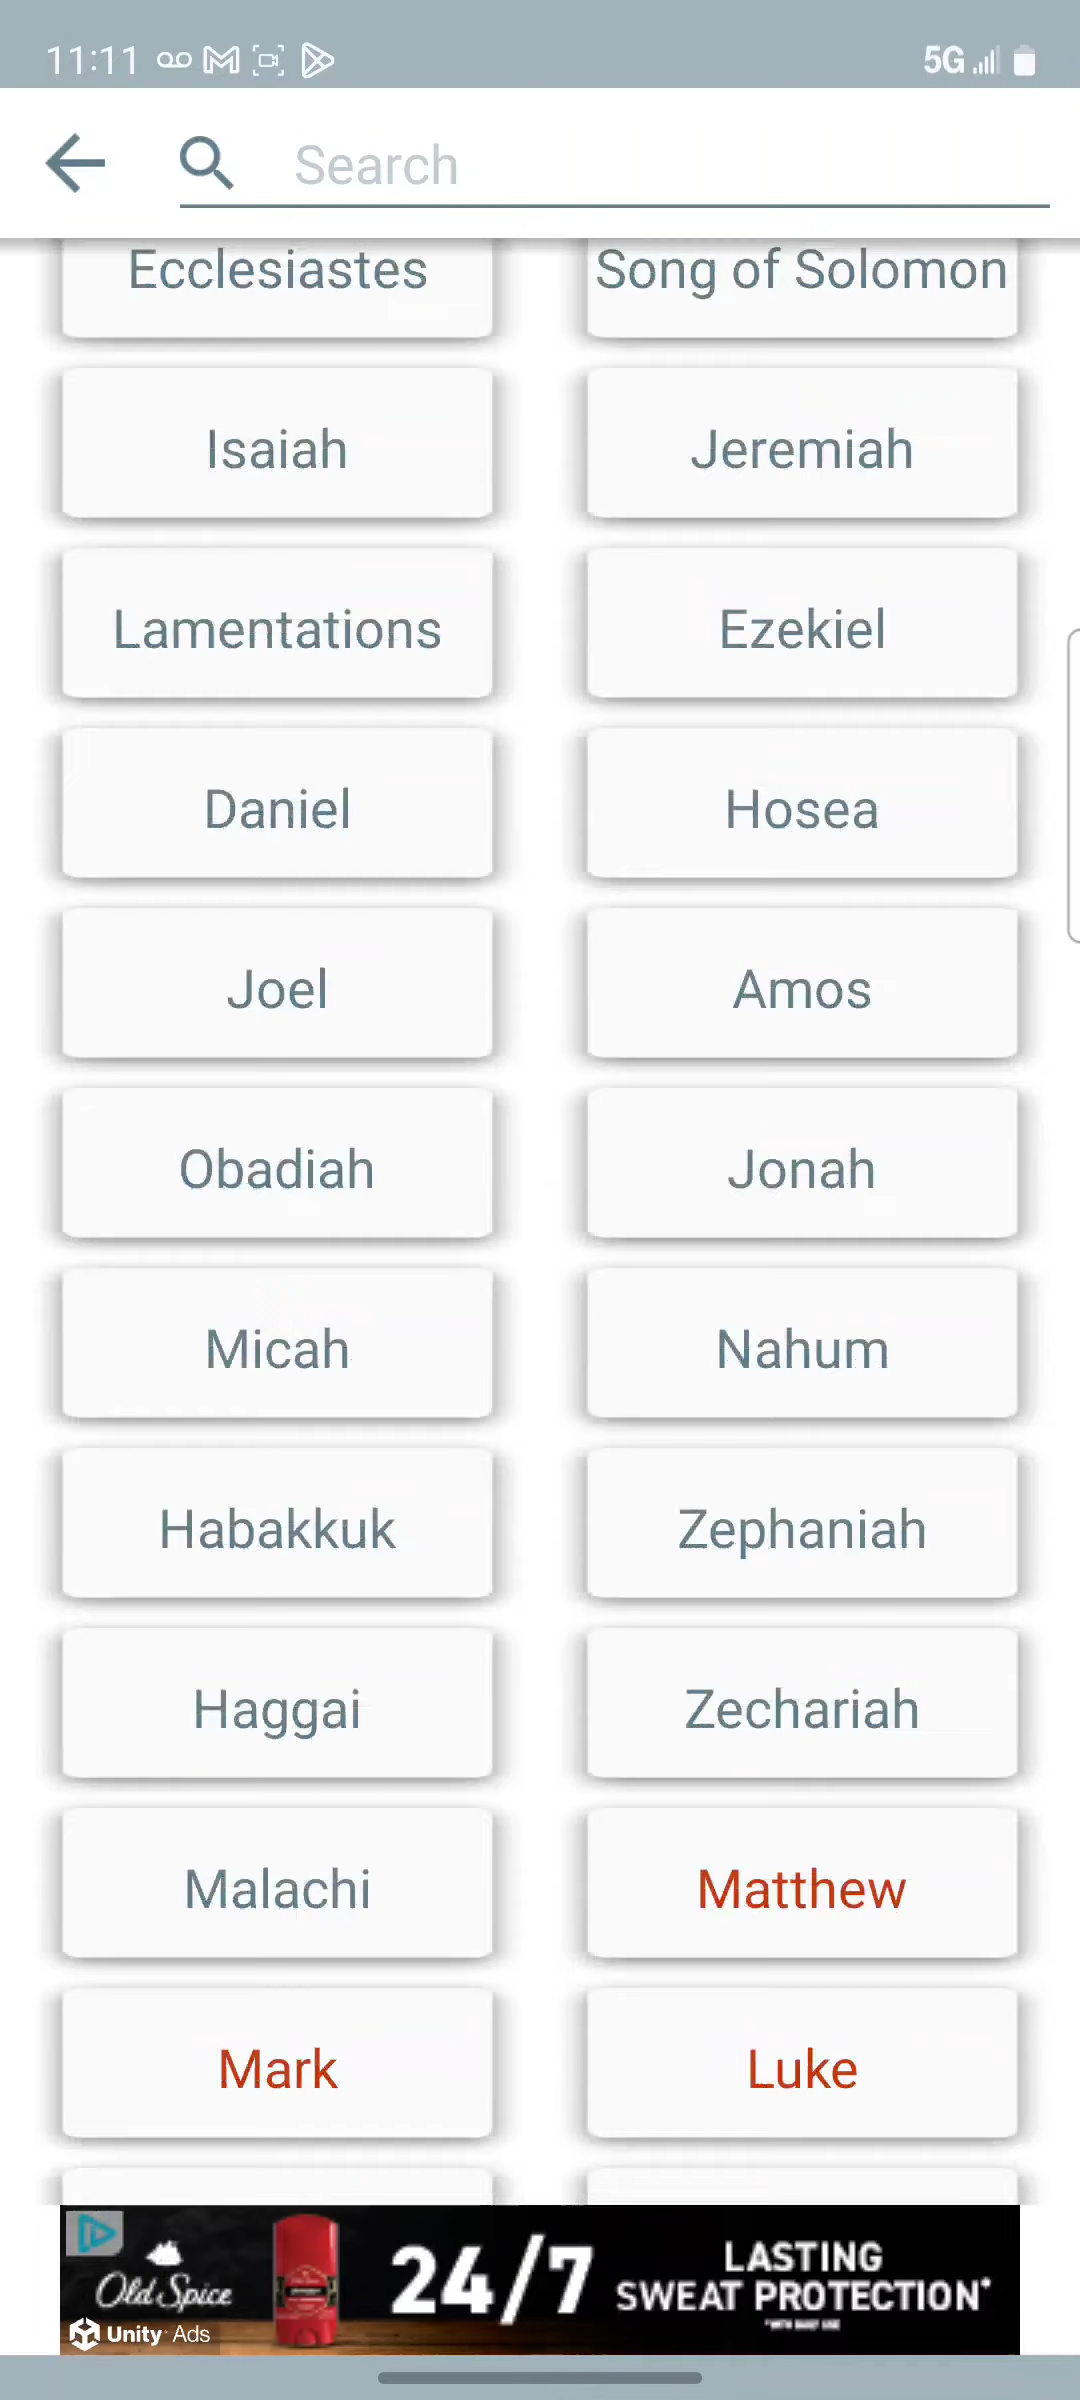 11:11
5G
Search
Ecclesiastes
Song of Solomon
Isaiah
Jeremiah
Lamentations
Ezekiel
Daniel
Hosea
Joel
Amos
Obadiah
Jonah
Micah
Nahum
Habakkuk
Zephaniah
Haggai
Zechariah
Malachi
Matthew
Mark
Luke
Old Spice
24/7
LASTING
SWEAT PROTECTION*
Unity Ads